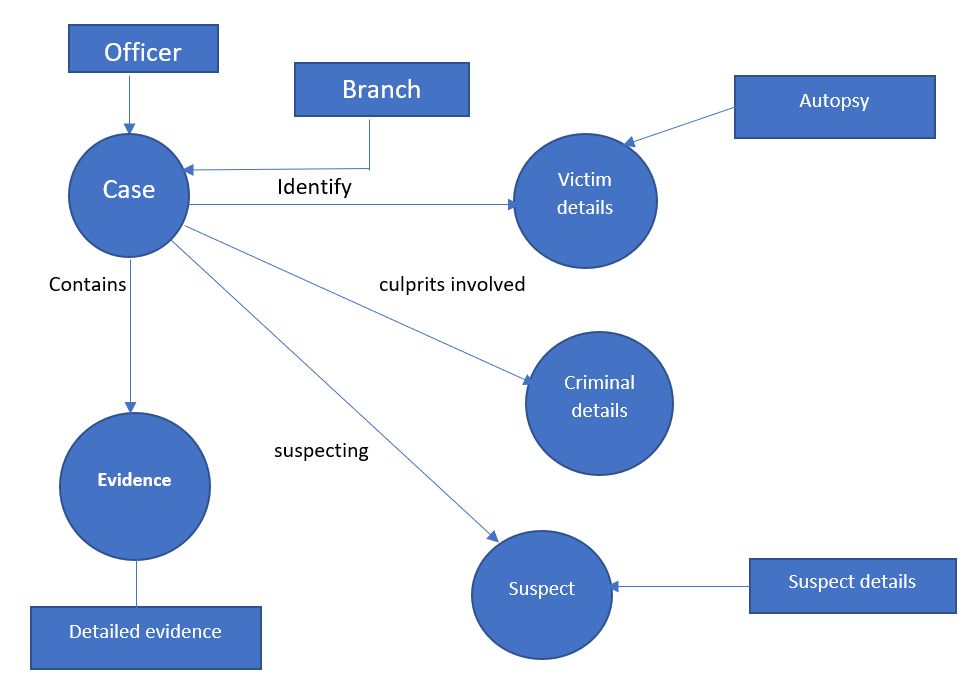 Officer
Branch
Autopsy
Case
Identify
Victim
details
Contains
culprits involved
Criminal
details
suspecting
Evidence
Suspect
Suspect details
Detailed evidence